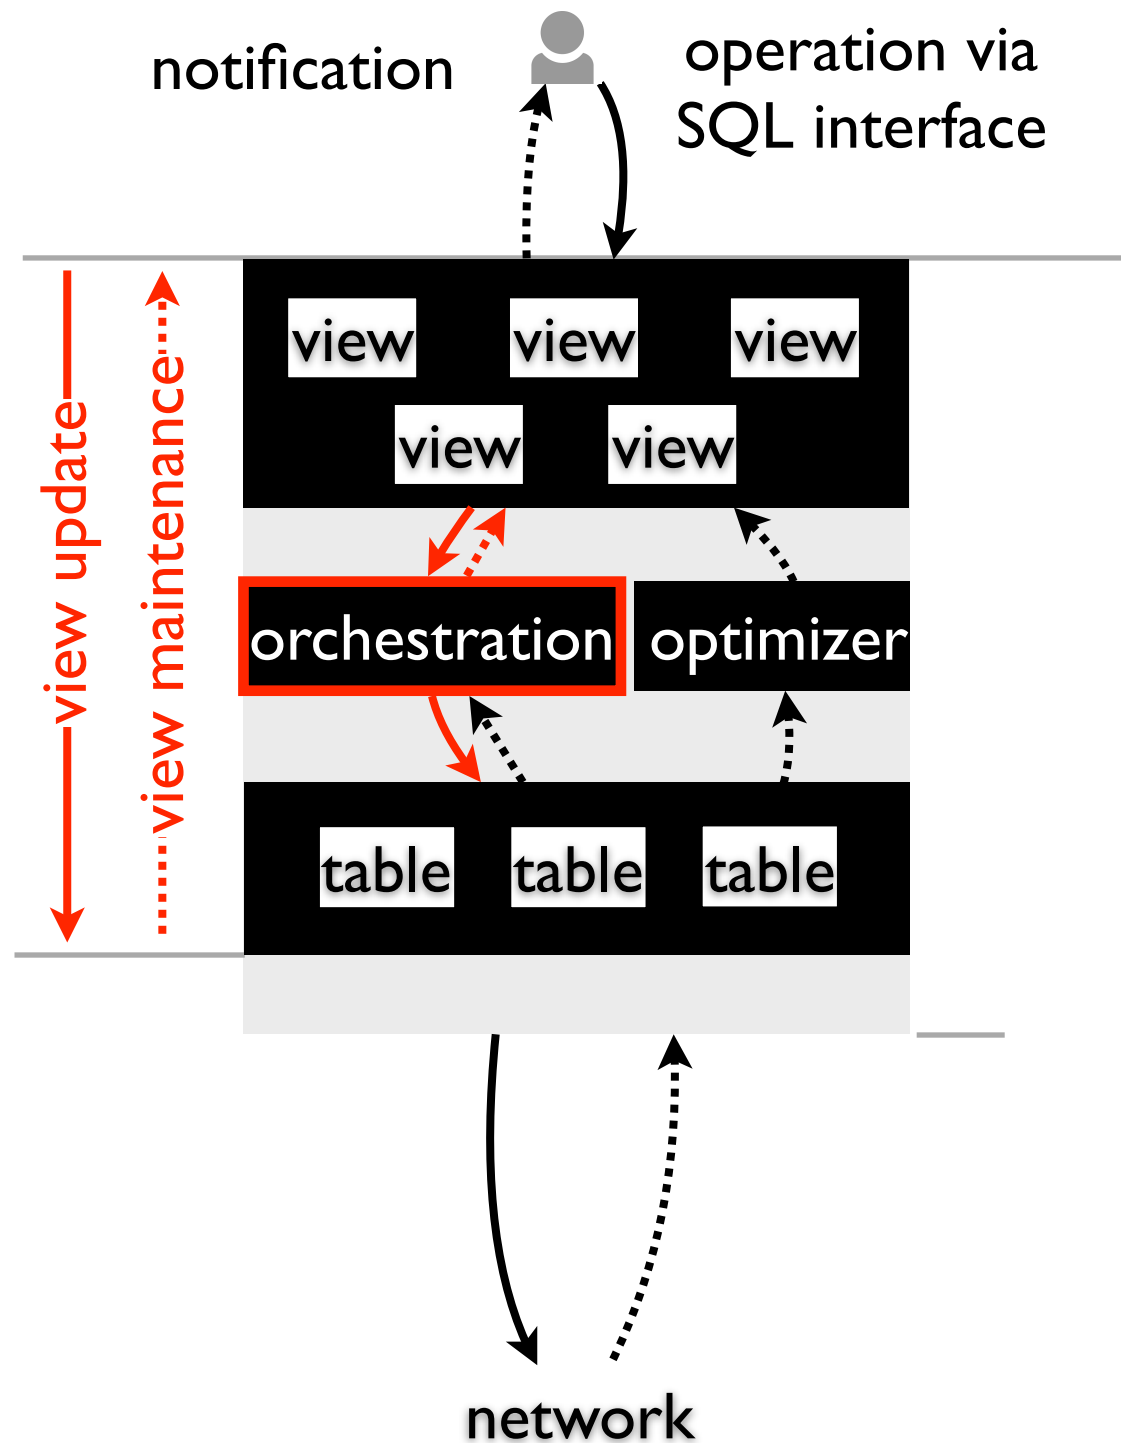 notification
operation via
SQL interface
view update
view maintenance
view view view
view view
orchestration optimizer
table table table
network